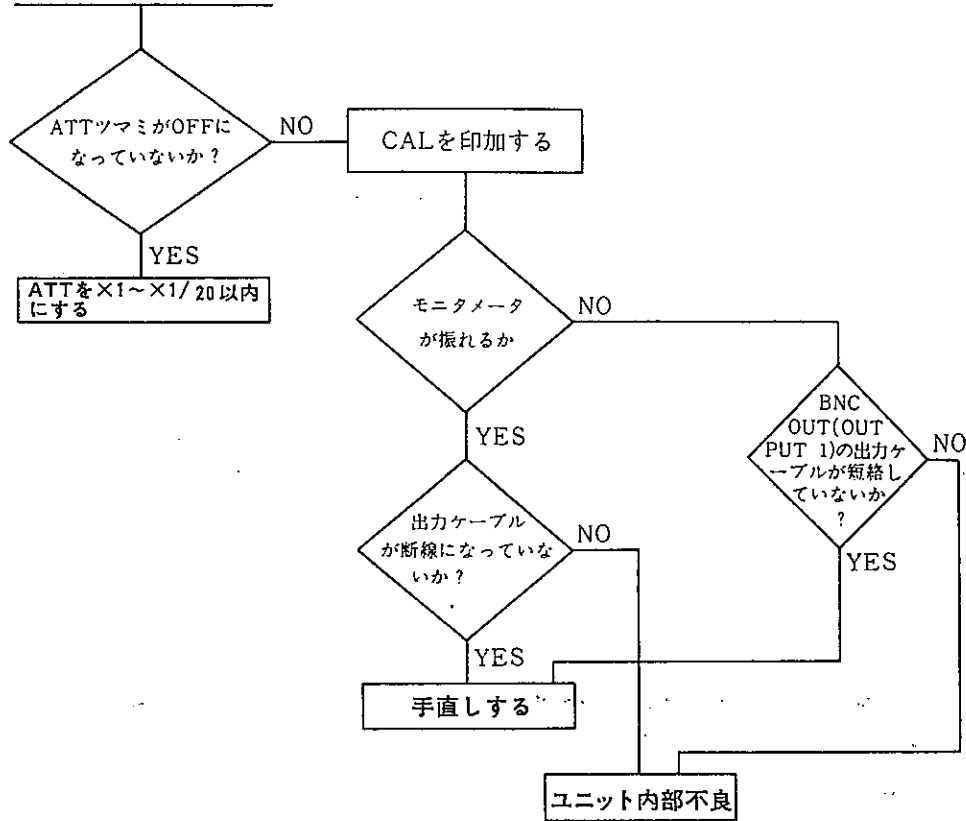 ATTツマミがOFFに
なっていないか?
NO
CALを印加する
YES
ATTを×1~×1/20以内
にする
モニタメータ
が振れるか
NO
YES
BNC
OUT(OUT
PUT 1)の出力ケ
ーブルが短絡し
ていないか
?
NO
YES
出力ケーブル
が断線になっていな
いか?
NO
YES
手直しする
ユニット内部不良